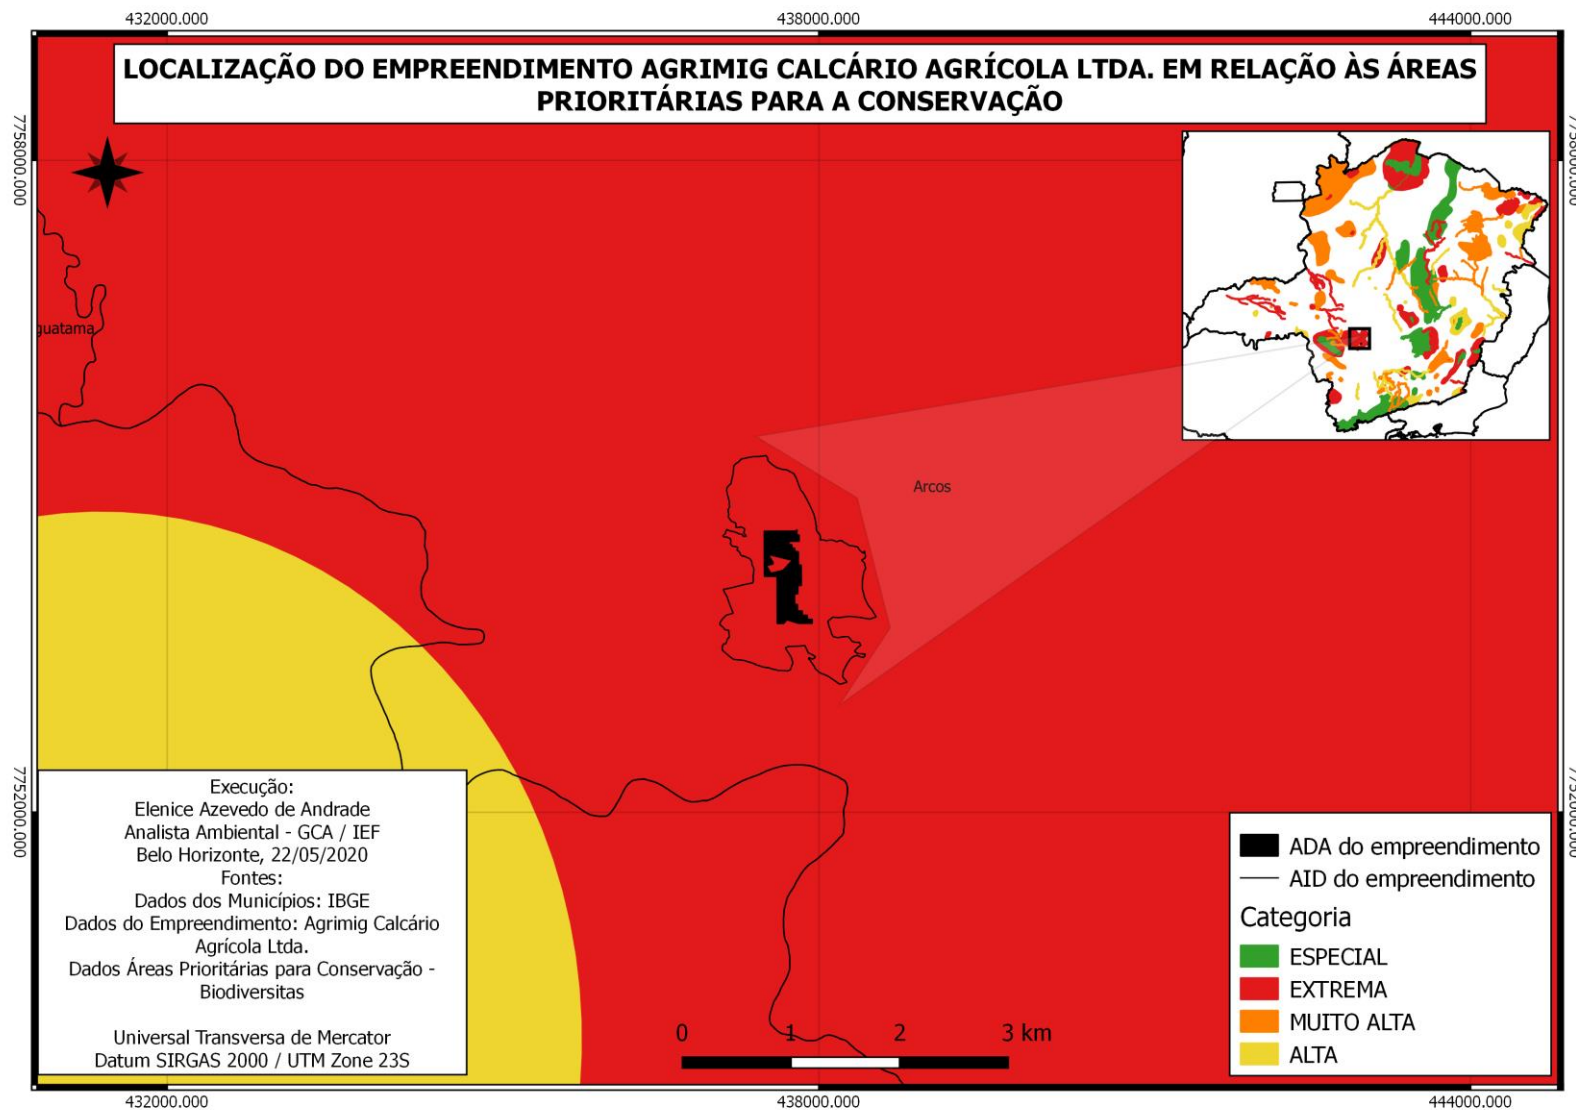 432000.000
438000.000
444000.000
LOCALIZAÇÃO DO EMPREENDIMENTO AGRIMIG CALCÁRIO AGRÍCOLA LTDA. EM RELAÇÃO ÀS ÁREAS
PRIORITÁRIAS PARA A CONSERVAÇÃO
7758000.000
7758000.000
guatama
Arcos
7752000.000
7752000.000
Execução:
Elenice Azevedo de Andrade
Analista Ambiental - GCA / IEF
Belo Horizonte, 22/05/2020
Fontes:
Dados dos Municípios: IBGE
Dados do Empreendimento: Agrimig Calcário
Agrícola Ltda.
Dados Áreas Prioritárias para Conservação -
Biodiversitas
Universal Transversa de Mercator
Datum SIRGAS 2000 / UTM Zone 23S
0 1 2 3 km
ADA do empreendimento
AID do empreendimento
Categoria
ESPECIAL
EXTREMA
MUITO ALTA
ALTA
432000.000
438000.000
444000.000